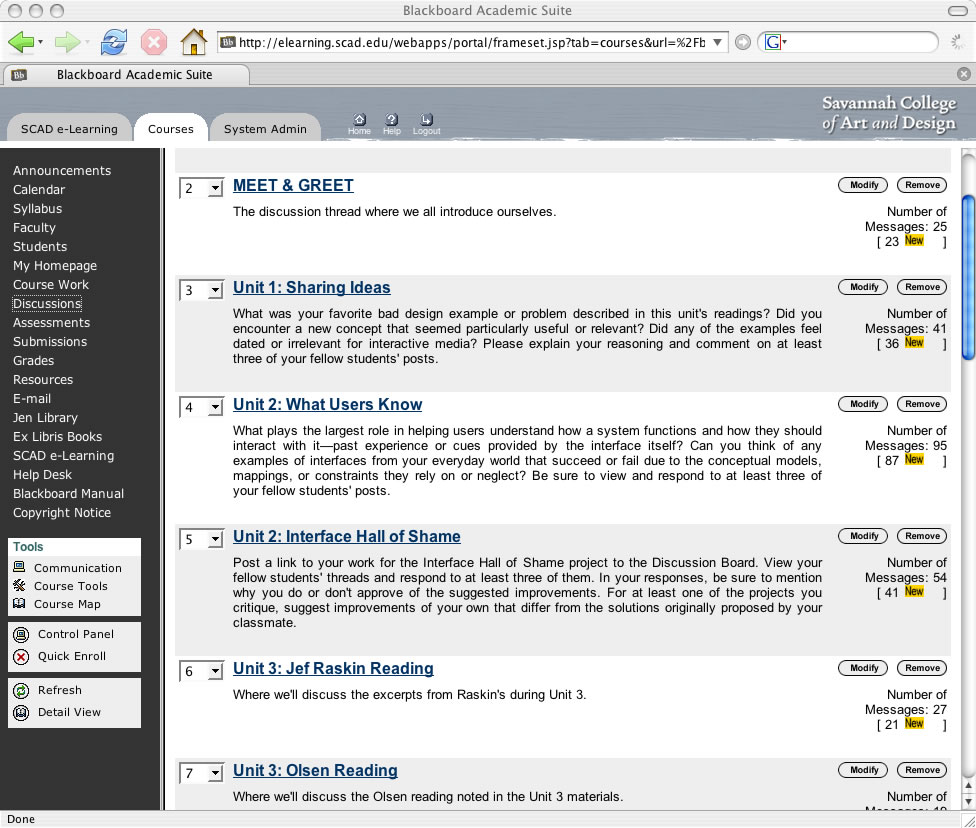 Blackboard Academic Suite
http://elearning.scad.edu/webapps/portal/frameset.jsp?tab=courses&url=%2Fb
G
Bb Blackboard Academic Suite
Savannah College
of Art and Design
SCAD e-Learning
Courses
System Admin
Home
Help
Logout
Announcements
Calendar
Syllabus
Faculty
Students
My Homepage
Course Work
Discussions
Assessments
Submissions
Grades
Resources
E-mail
Jen Library
Ex Libris Books
SCAD e-Learning
Help Desk
Blackboard Manual
Copyright Notice
Tools
Communication
Course Tools
Course Map
Control Panel
Quick Enroll
Refresh
Detail View
2 MEET & GREET
Modify Remove
The discussion thread where we all introduce ourselves.
Number of
Messages: 25
[ 23 New ]
3 Unit 1: Sharing Ideas
Modify Remove
What was your favorite bad design example or problem described in this unit's readings? Did you
encounter a new concept that seemed particularly useful or relevant? Did any of the examples feel
dated or irrelevant for interactive media? Please explain your reasoning and comment on at least
three of your fellow students' posts.
Number of
Messages: 41
[ 36 New ]
4 Unit 2: What Users Know
Modify Remove
What plays the largest role in helping users understand how a system functions and how they should
interact with it—past experience or cues provided by the interface itself? Can you think of any
examples of interfaces from your everyday world that succeed or fail due to the conceptual models,
mappings, or constraints they rely on or neglect? Be sure to view and respond to at least three of
your fellow students' posts.
Number of
Messages: 95
[ 87 New ]
5 Unit 2: Interface Hall of Shame
Modify Remove
Post a link to your work for the Interface Hall of Shame project to the Discussion Board. View your
fellow students' threads and respond to at least three of them. In your responses, be sure to mention
why you do or don't approve of the suggested improvements. For at least one of the projects you
critique, suggest improvements of your own that differ from the solutions originally proposed by your
classmate.
Number of
Messages: 54
[ 41 New ]
6 Unit 3: Jef Raskin Reading
Modify Remove
Where we'll discuss the excerpts from Raskin's during Unit 3.
Number of
Messages: 27
[ 21 New ]
7 Unit 3: Olsen Reading
Modify Remove
Where we'll discuss the Olsen reading noted in the Unit 3 materials.
Number of
Done